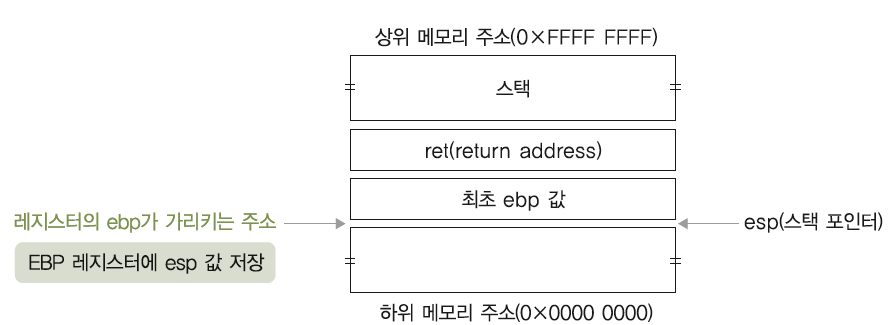 상위 메모리 주소(0×FFFF FFFF)
스택
ret(return address)
최초 ebp 값
레지스터의 ebp가 가리키는 주소
esp(스택 포인터)
EBP 레지스터에 esp 값 저장
하위 메모리 주소(0×0000 0000)